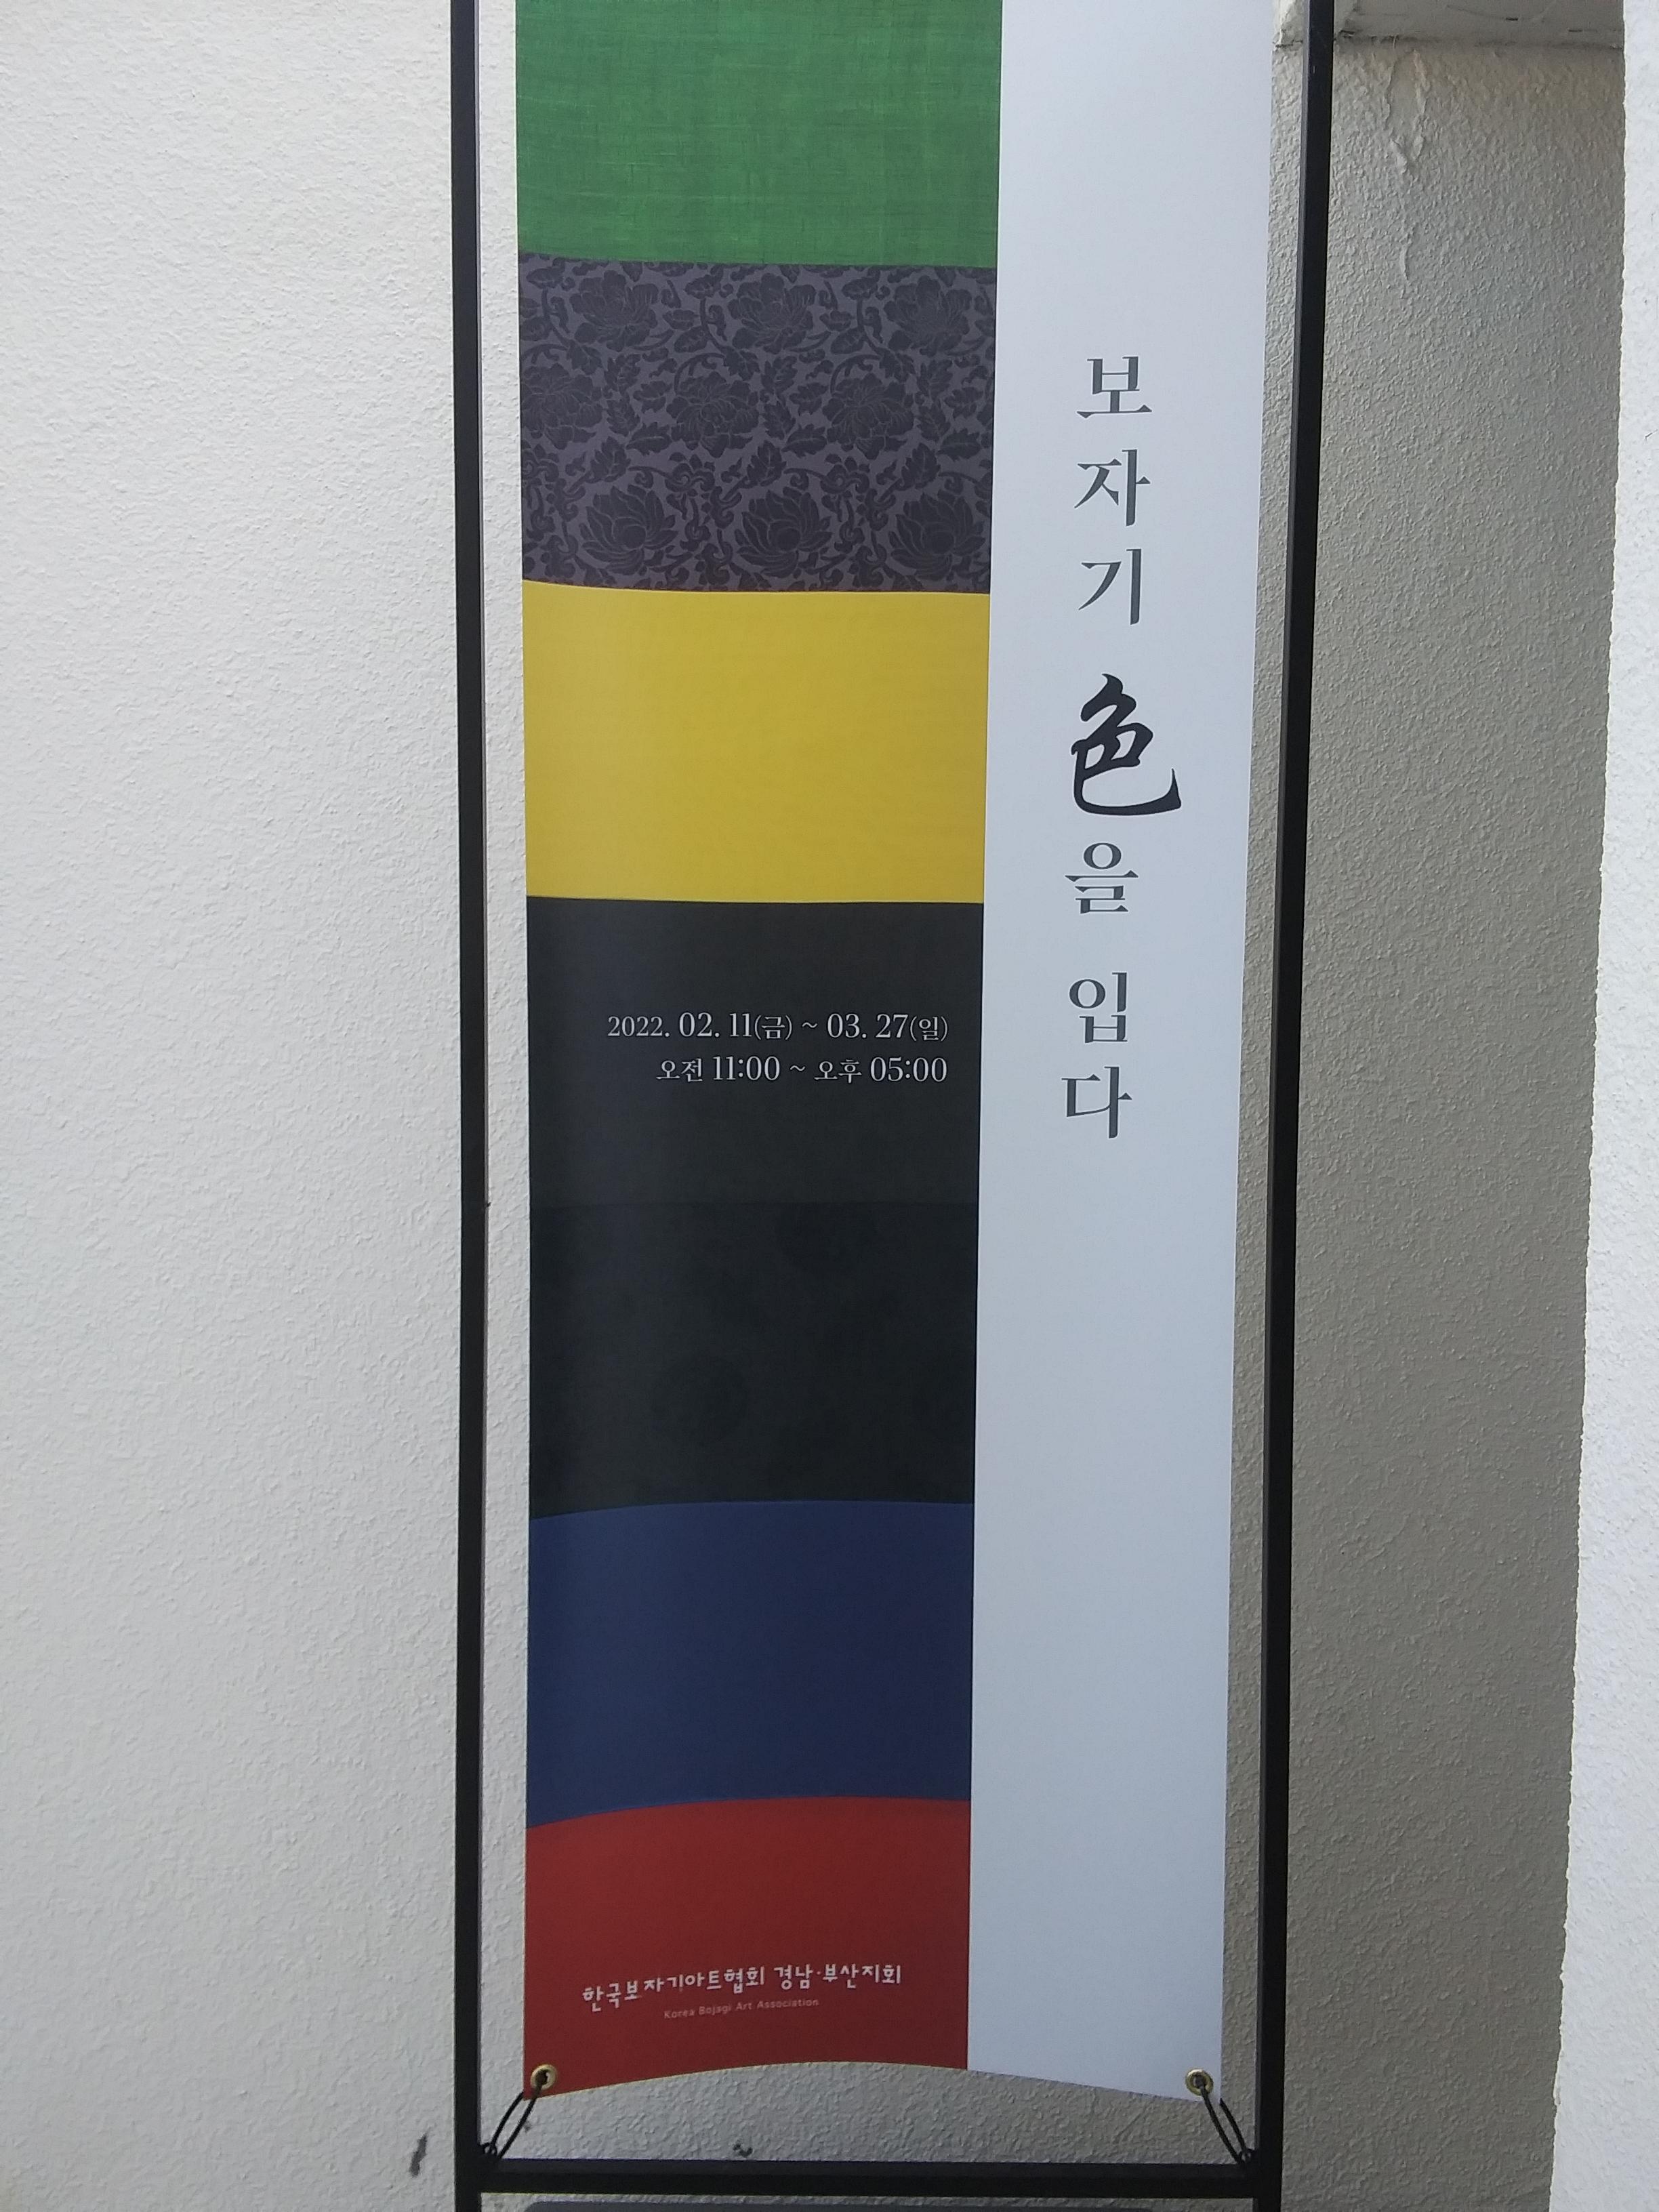 보자기 色을 입다
2022. 02. 11(금) ~ 03. 27(일)
오전 11:00 ~ 오후 05:00
한국보자기아트협회 경남·부산지회
Korea Bojagi Art Association